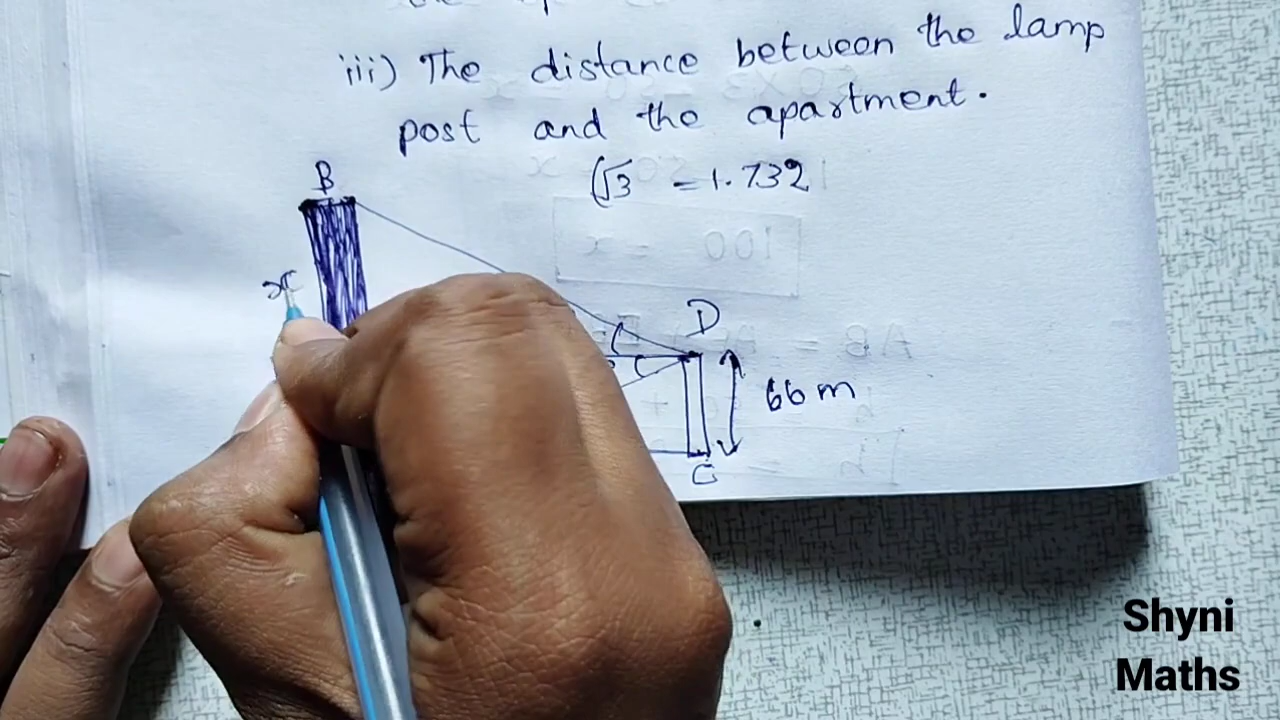 iii) The distance between the lamp
post and the apartment.
(√3 = 1.732
B
x
D
66 m
C
Shyni
Maths